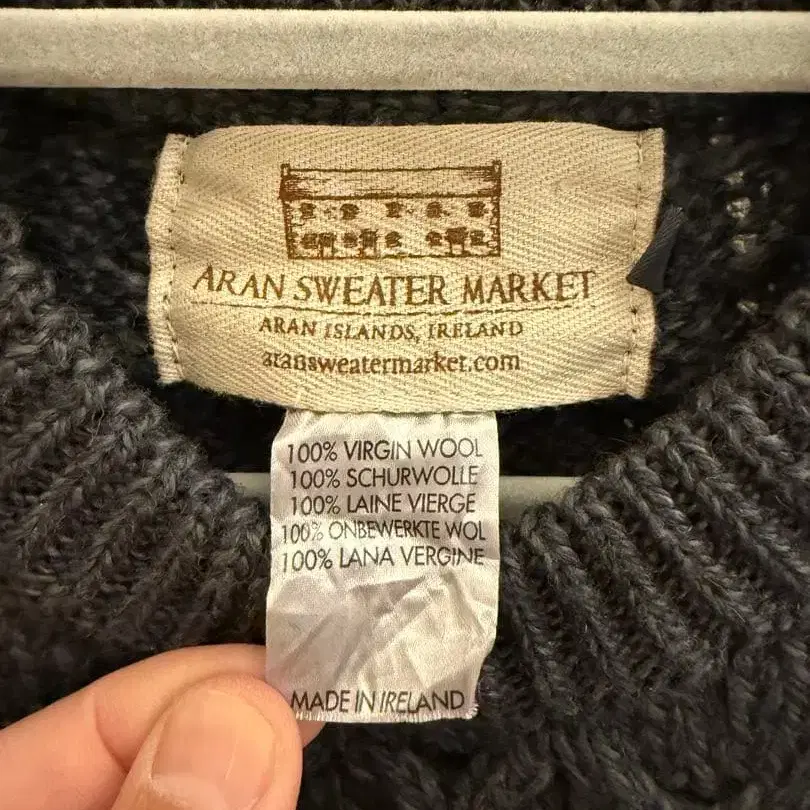 ARAN SWEATER MARKET
ARAN ISLANDS, IRELAND
aransweatermarket.com
100% VIRGIN WOOL
100% SCHURWOLLE
100% LAINE VIERGE
100% ONBEWERKTE WOL
100% LANA VERGINE
MADE IN IRELAND